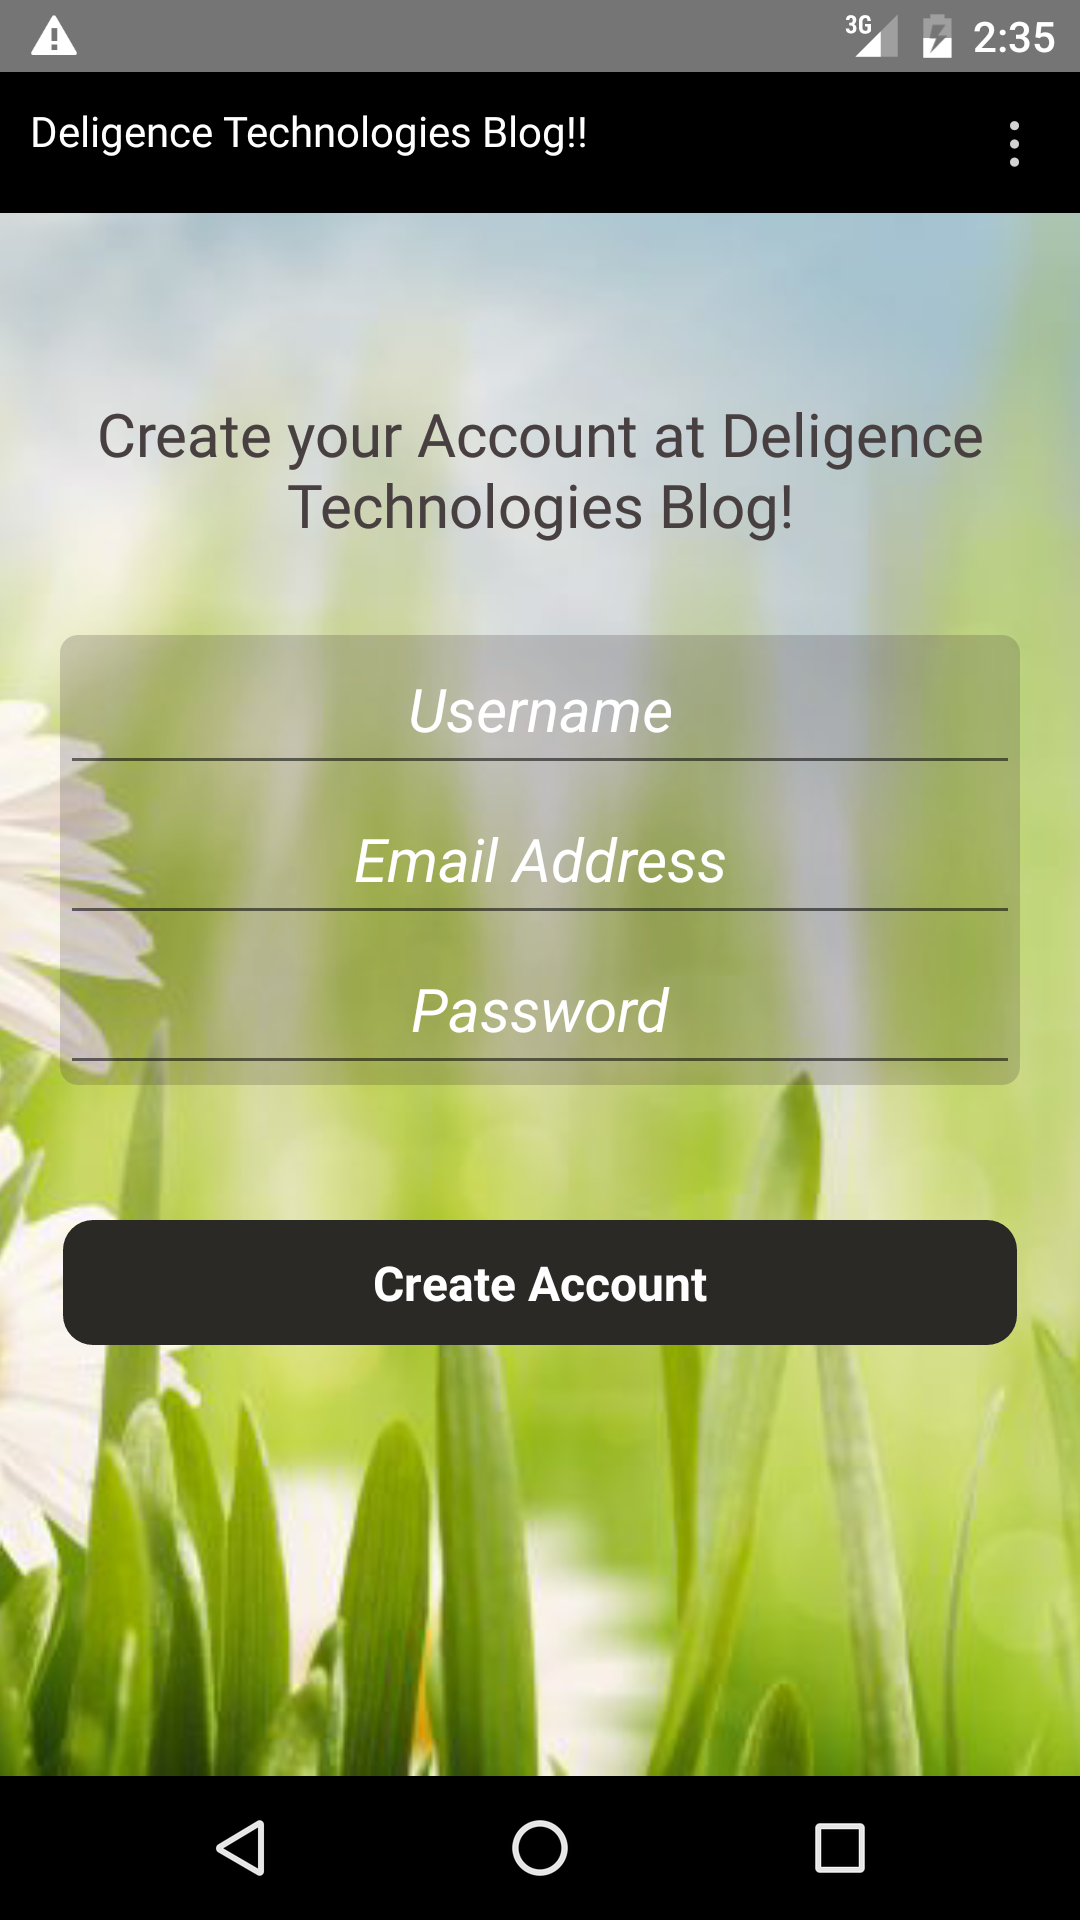 3G 2:35
Deligence Technologies Blog!!
Create your Account at Deligence
Technologies Blog!
Username
Email Address
Password
Create Account